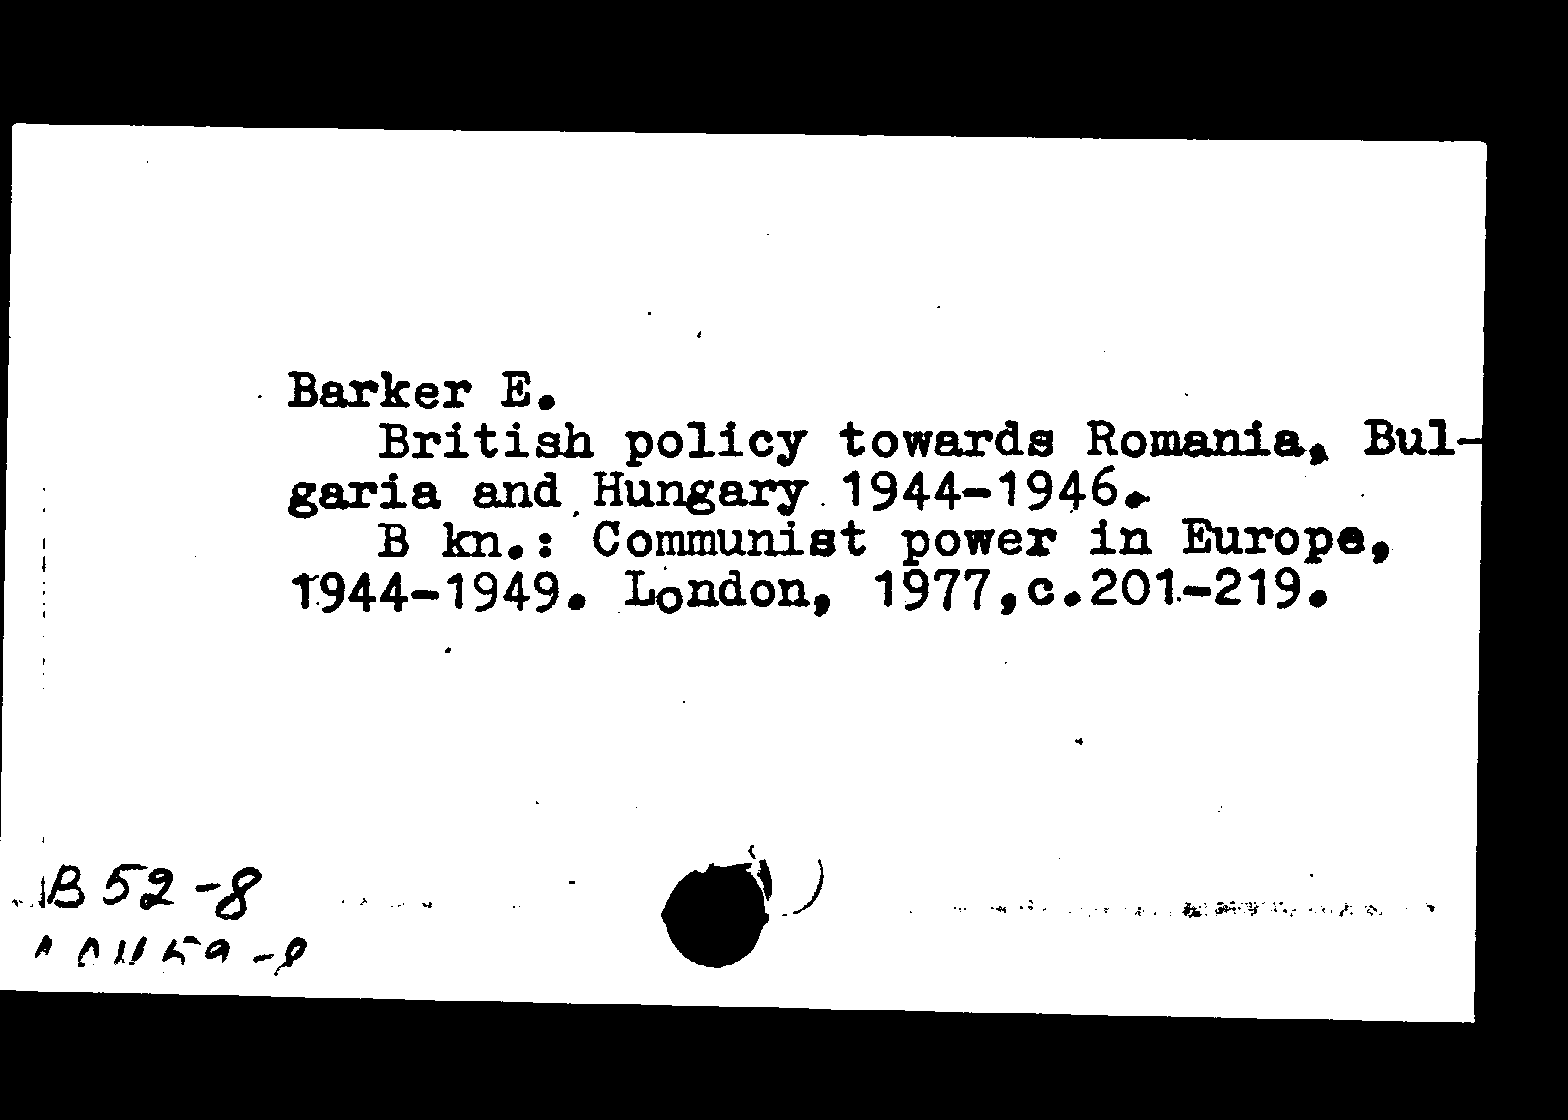 Barker E.
British policy towards Romania, Bul-
garia and Hungary 1944-1946.
B kn.: Communist power in Europe,
1944-1949. London, 1977,c.201-219.
B 52-8